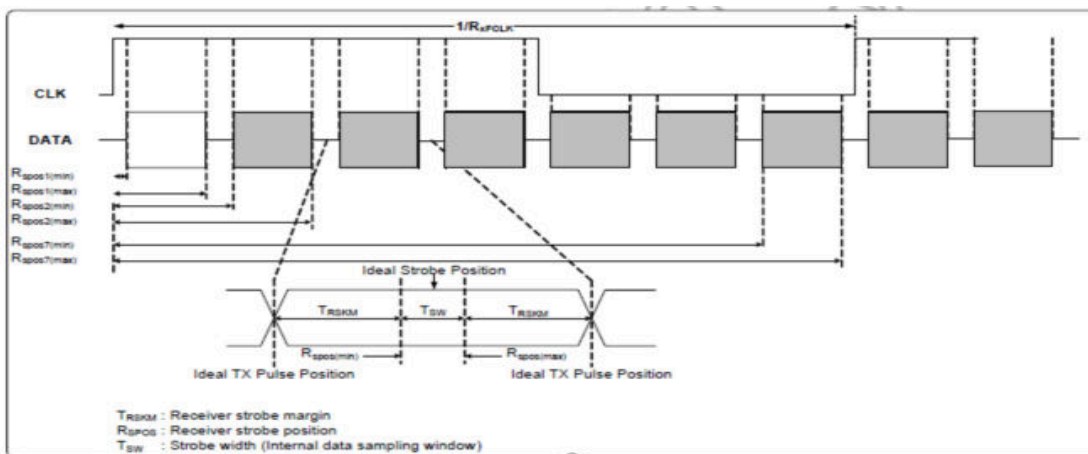 1/RxFCLK
CLK
DATA
Rspos1(min)
Rspos1(max)
Rspos2(min)
Rspos2(max)
Rspos7(min)
Rspos7(max)
Ideal Strobe Position
TRSKM TSW TRSKM
Rspos(min) Rspos(max)
Ideal TX Pulse Position Ideal TX Pulse Position
TRSKM : Receiver strobe margin
RSPOS : Receiver strobe position
TSW : Strobe width (Internal data sampling window)